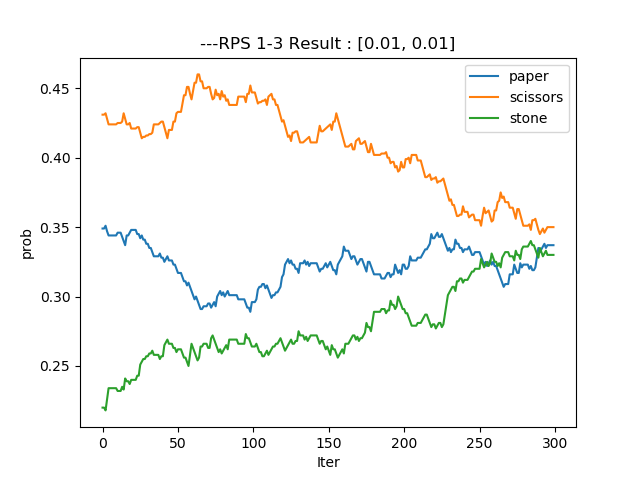 ---RPS 1-3 Result : [0.01, 0.01]
paper
scissors
stone
0.45
0.40
0.35
0.30
0.25
prob
0
50
100
150
200
250
300
Iter